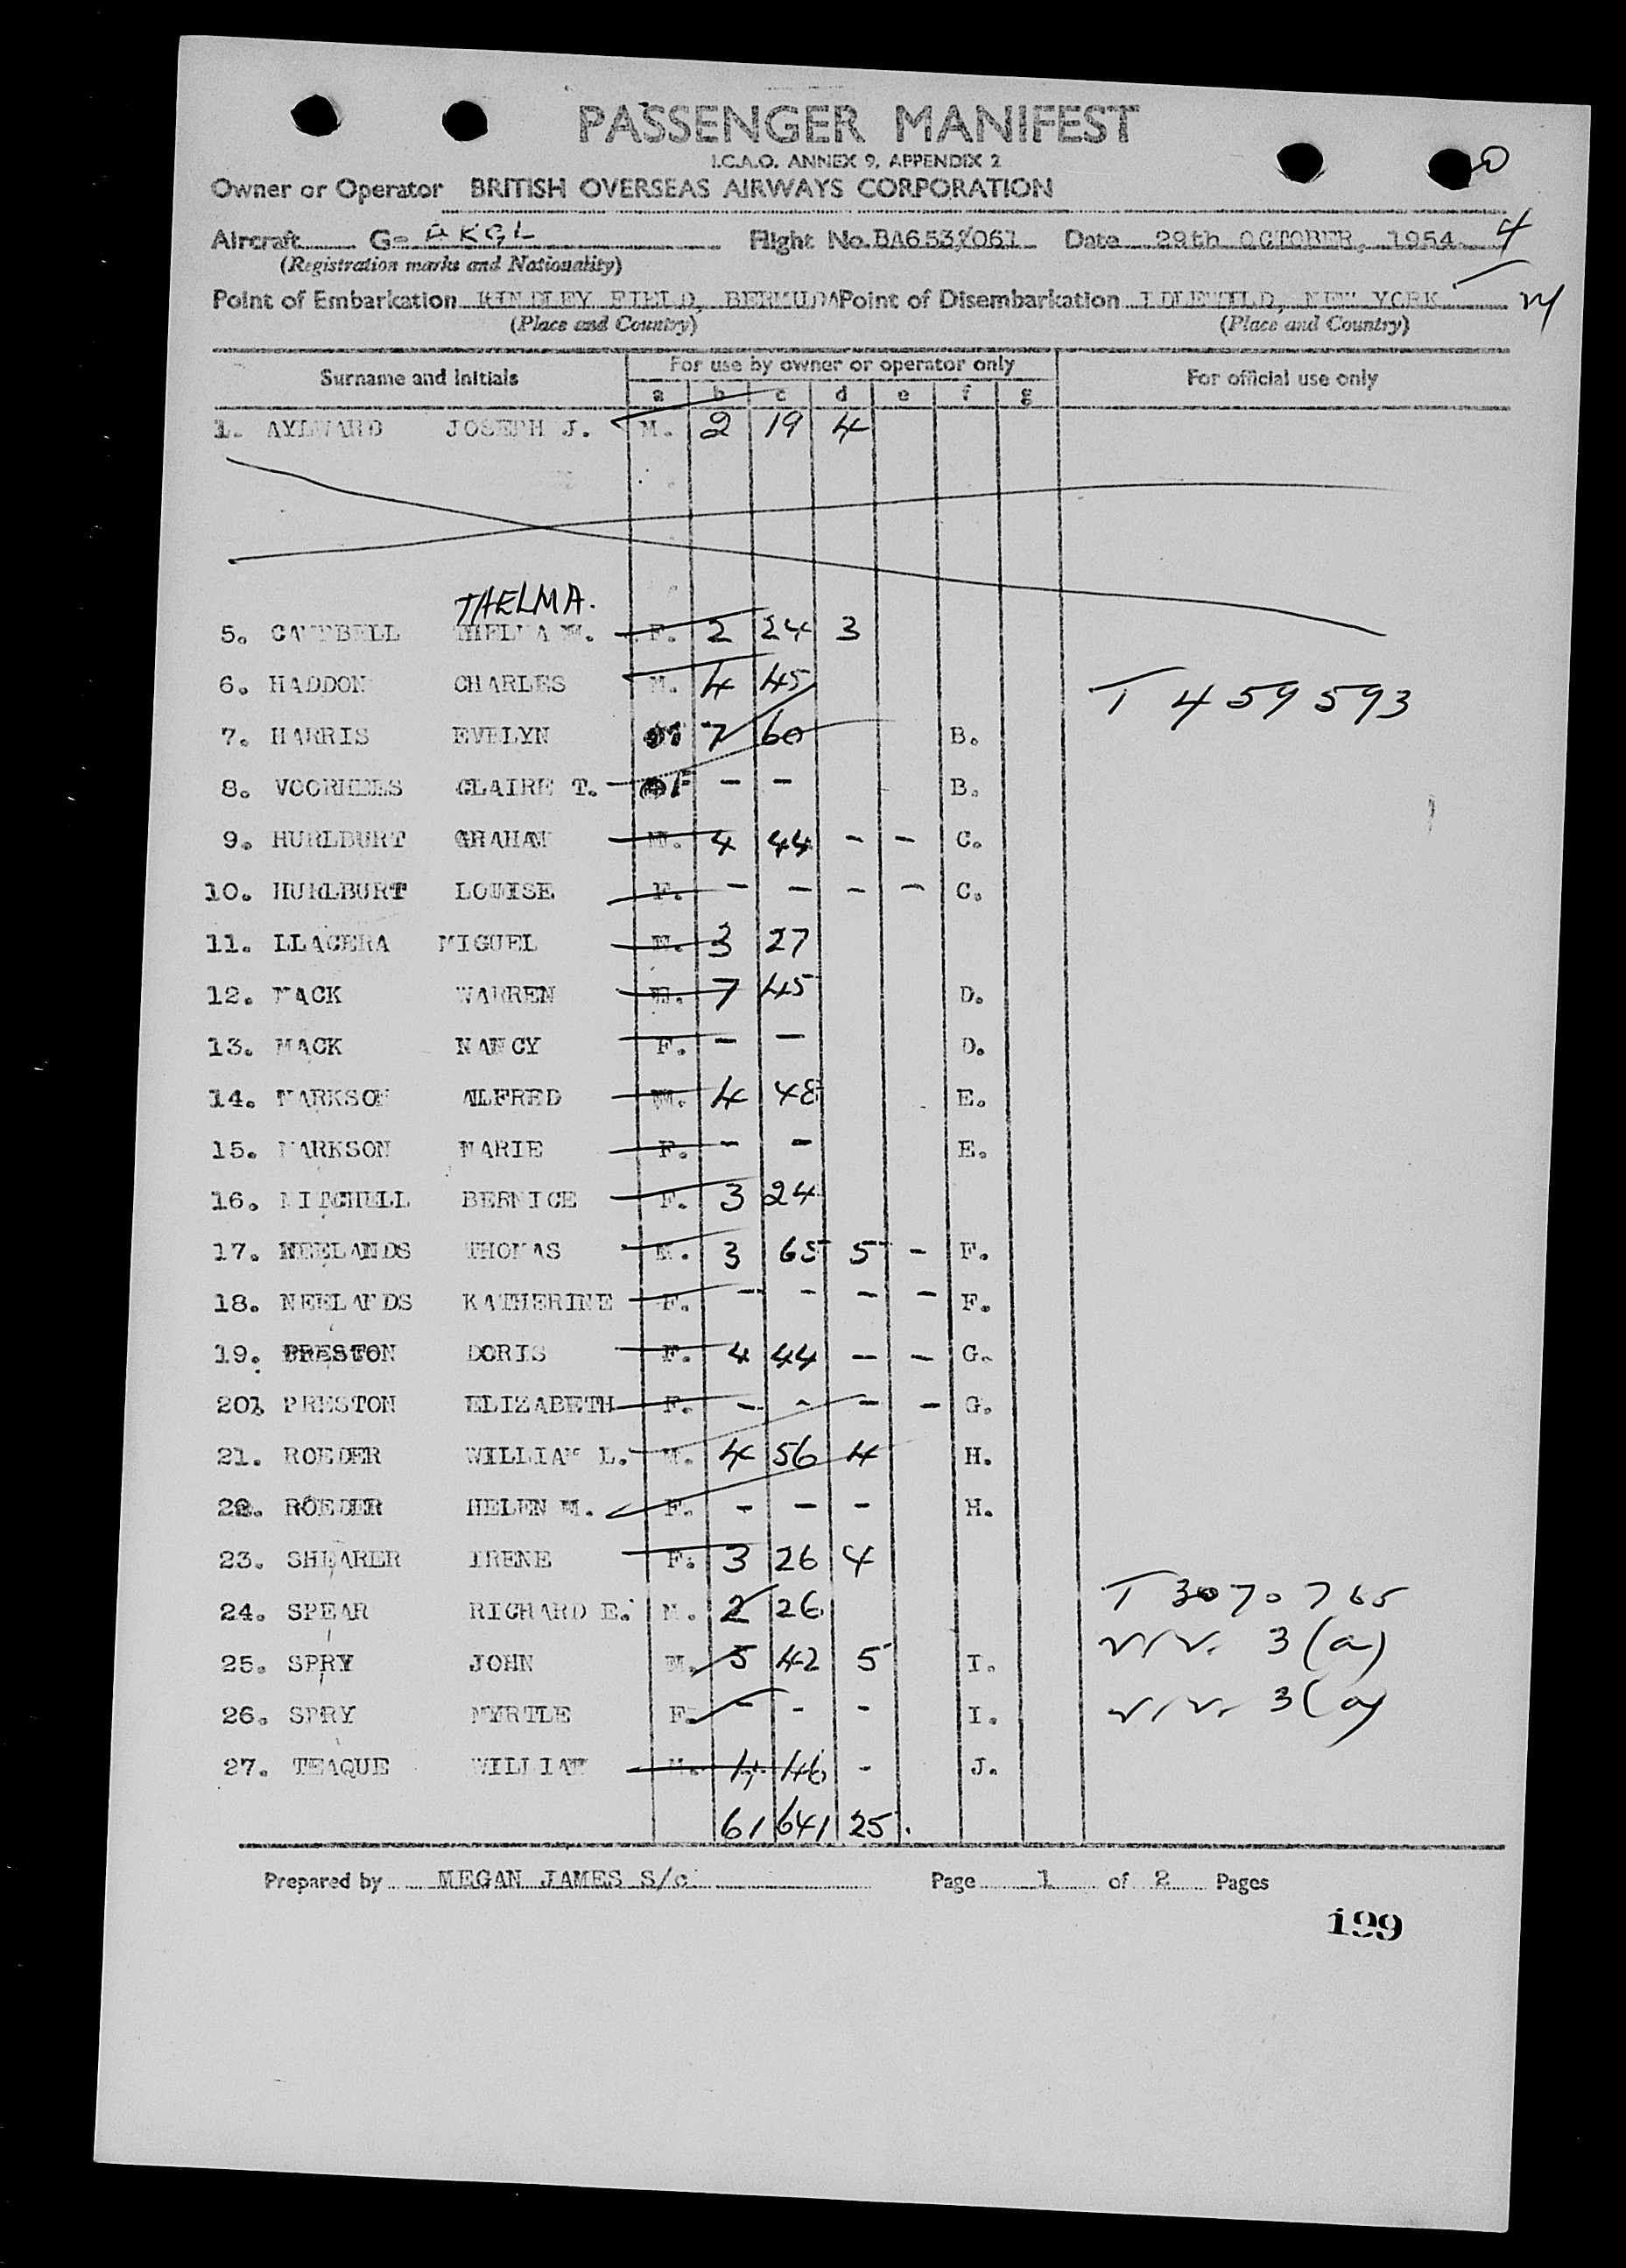 PASSENGER MANIFEST
I.C.A.O. ANNEX 9, APPENDIX 2
Owner or Operator BRITISH OVERSEAS AIRWAYS CORPORATION
Aircraft G- AKGL Flight No. BA653/061 Date 29th OCTOBER, 1954 4
(Registration marks and Nationality)
Point of Embarkation KINDLEY FIELD, BERMUDA Point of Disembarkation IDLEWILD, NEW YORK
(Place and Country) (Place and Country)
Surname and Initials For use by owner or operator only For official use only
a b c d e f g
1. AYLWARD JOSEPH J. M. 2 19 4
THELMA.
5. CAMPBELL THELMA M. F. 2 24 3
6. HADDON CHARLES M. 4 45 T 459593
7. HARRIS EVELYN 7 60 B.
8. VOORHEES CLAIRE T. F - - B.
9. HURLBURT GRAHAM M. 4 44 - - C.
10. HURLBURT LOUISE F. - - - - C.
11. LLACERA MIGUEL M. 3 27
12. MACK WARREN M. 7 45 D.
13. MACK NANCY F. - - D.
14. MARKSON ALFRED M. 4 48 E.
15. MARKSON MARIE F. - - E.
16. MITCHELL BERNICE F. 3 24
17. NEELANDS THOMAS M. 3 65 5 - F.
18. NEELANDS KATHERINE F. - - - - F.
19. PRESTON DORIS F. 4 44 - - G.
20. PRESTON ELIZABETH F. - - - - G.
21. ROEDER WILLIAM L. M. 4 56 4 H.
22. ROEDER HELEN M. F. - - - H.
23. SHEARER IRENE F. 3 26 4
24. SPEAR RICHARD E. M. 2 26 T 3070765
25. SPRY JOHN M. 5 42 5 I. 3(a)
26. SPRY MYRTLE F. - - - I. 3(a)
27. TEAQUE WILLIAM M. 4 46 - J.
61 641 25.
Prepared by MEGAN JAMES S/c Page 1 of 2 Pages
199